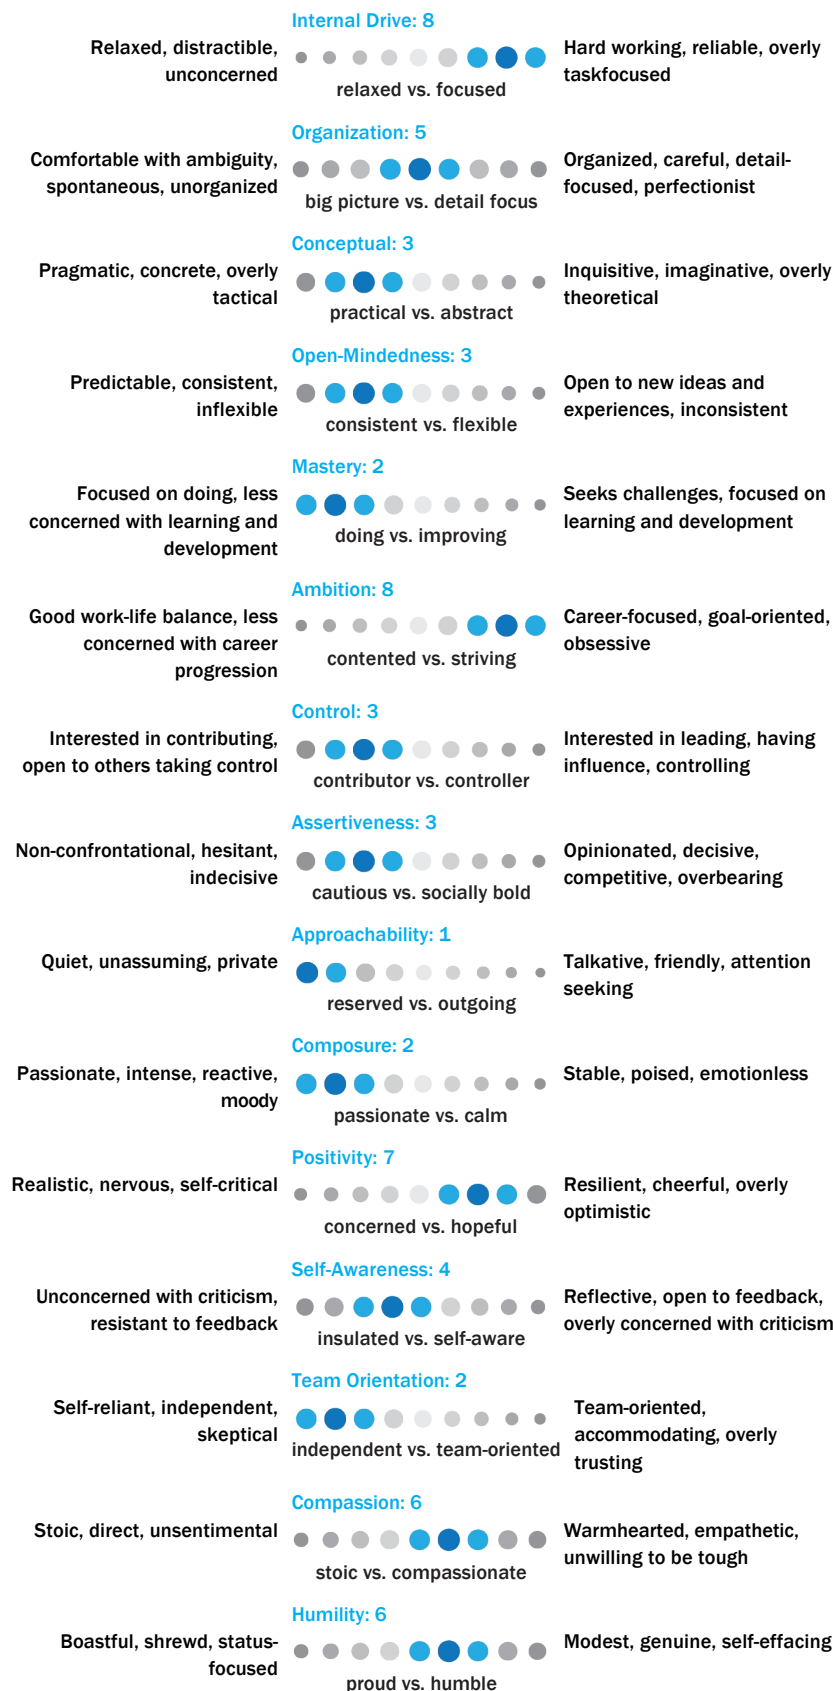 Internal Drive: 8
Relaxed, distractible,
unconcerned
relaxed vs. focused
Hard working, reliable, overly
taskfocused
Organization: 5
Comfortable with ambiguity,
spontaneous, unorganized
big picture vs. detail focus
Organized, careful, detail-
focused, perfectionist
Conceptual: 3
Pragmatic, concrete, overly
tactical
practical vs. abstract
Inquisitive, imaginative, overly
theoretical
Open-Mindedness: 3
Predictable, consistent,
inflexible
consistent vs. flexible
Open to new ideas and
experiences, inconsistent
Mastery: 2
Focused on doing, less
concerned with learning and
development
doing vs. improving
Seeks challenges, focused on
learning and development
Ambition: 8
Good work-life balance, less
concerned with career
progression
contented vs. striving
Career-focused, goal-oriented,
obsessive
Control: 3
Interested in contributing,
open to others taking control
contributor vs. controller
Interested in leading, having
influence, controlling
Assertiveness: 3
Non-confrontational, hesitant,
indecisive
cautious vs. socially bold
Opinionated, decisive,
competitive, overbearing
Approachability: 1
Quiet, unassuming, private
reserved vs. outgoing
Talkative, friendly, attention
seeking
Composure: 2
Passionate, intense, reactive,
moody
passionate vs. calm
Stable, poised, emotionless
Positivity: 7
Realistic, nervous, self-critical
concerned vs. hopeful
Resilient, cheerful, overly
optimistic
Self-Awareness: 4
Unconcerned with criticism,
resistant to feedback
insulated vs. self-aware
Reflective, open to feedback,
overly concerned with criticism
Team Orientation: 2
Self-reliant, independent,
skeptical
independent vs. team-oriented
Team-oriented,
accommodating, overly
trusting
Compassion: 6
Stoic, direct, unsentimental
stoic vs. compassionate
Warmhearted, empathetic,
unwilling to be tough
Humility: 6
Boastful, shrewd, status-
focused
proud vs. humble
Modest, genuine, self-effacing